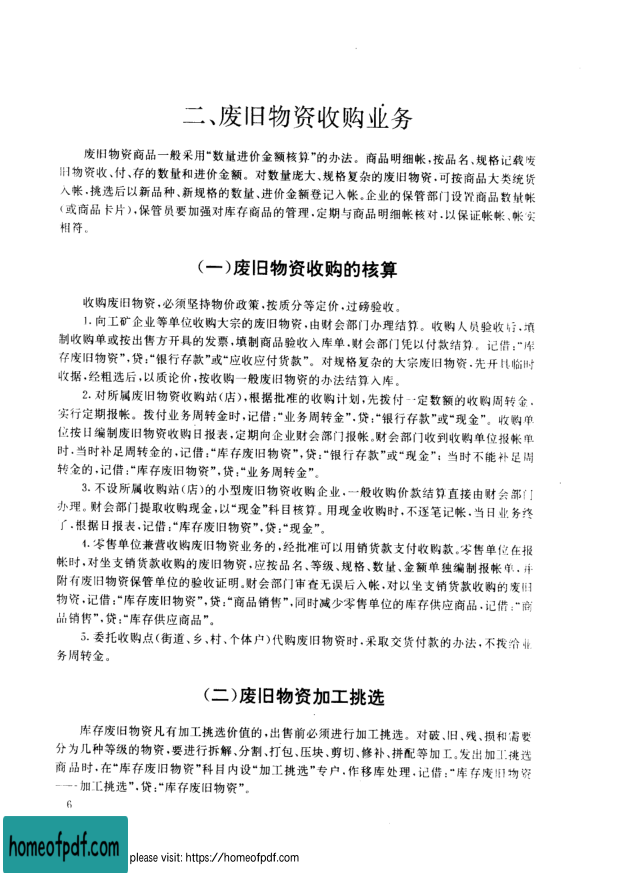 二、废旧物资收购业务
废旧物资商品一般采用“数量进价金额核算”的办法。商品明细帐,按品名、规格记载废
旧物资收、付、存的数量和进价金额。对数量庞大、规格复杂的废旧物资,可按商品大类统货
入帐,挑选后以新品种、新规格的数量、进价金额登记入帐。企业的保管部门设置商品数量帐
(或商品卡片),保管员要加强对库存商品的管理,定期与商品明细帐核对,以保证帐帐、帐实
相符。
(一)废旧物资收购的核算
收购废旧物资,必须坚持物价政策,按质分等定价,过磅验收。
1. 向工矿企业等单位收购大宗的废旧物资,由财会部门办理结算。收购人员验收后,填
制收购单或按出售方开具的发票,填制商品验收入库单,财会部门凭以付款结算。记借:“库
存废旧物资”,贷:“银行存款”或“应收应付货款”。对规格复杂的大宗废旧物资,先开具临时
收据,经粗选后,以质论价,按收购一般废旧物资的办法结算入库。
2. 对所属废旧物资收购站(店),根据批准的收购计划,先拨付一定数额的收购周转金,
实行定期报帐。拨付业务周转金时,记借:“业务周转金”,贷:“银行存款”或“现金”。收购单
位按日编制废旧物资收购日报表,定期向企业财会部门报帐。财会部门收到收购单位报帐单
时,当时补足周转金的,记借:“库存废旧物资”,贷:“银行存款”或“现金”;当时不能补足周
转金的,记借:“库存废旧物资”,贷:“业务周转金”。
3. 不设所属收购站(店)的小型废旧物资收购企业,一般收购价款结算直接由财会部门
办理。财会部门提取收购现金,以“现金”科目核算。用现金收购时,不逐笔记帐,当日业务终
了,根据日报表,记借:“库存废旧物资”,贷:“现金”。
4. 零售单位兼营收购废旧物资业务的,经批准可以用销货款支付收购款。零售单位在报
帐时,对坐支销货款收购的废旧物资,应按品名、等级、规格、数量、金额单独编制报帐单,并
附有废旧物资保管单位的验收证明。财会部门审查无误后入帐,对以坐支销货款收购的废旧
物资,记借:“库存废旧物资”,贷:“商品销售”,同时减少零售单位的库存供应商品,记借:“商
品销售”,贷:“库存供应商品”。
5. 委托收购点(街道、乡、村、个体户)代购废旧物资时,采取交货付款的办法,不拨给业
务周转金。
(二)废旧物资加工挑选
库存废旧物资凡有加工挑选价值的,出售前必须进行加工挑选。对破、旧、残、损和需要
分为几种等级的物资,要进行拆解、分割、打包、压块、剪切、修补、拼配等加工。发出加工挑选
商品时,在“库存废旧物资”科目内设“加工挑选”专户,作移库处理,记借:“库存废旧物资
——加工挑选”,贷:“库存废旧物资”。
6
homeofpdf.com
please visit: https://homeofpdf.com